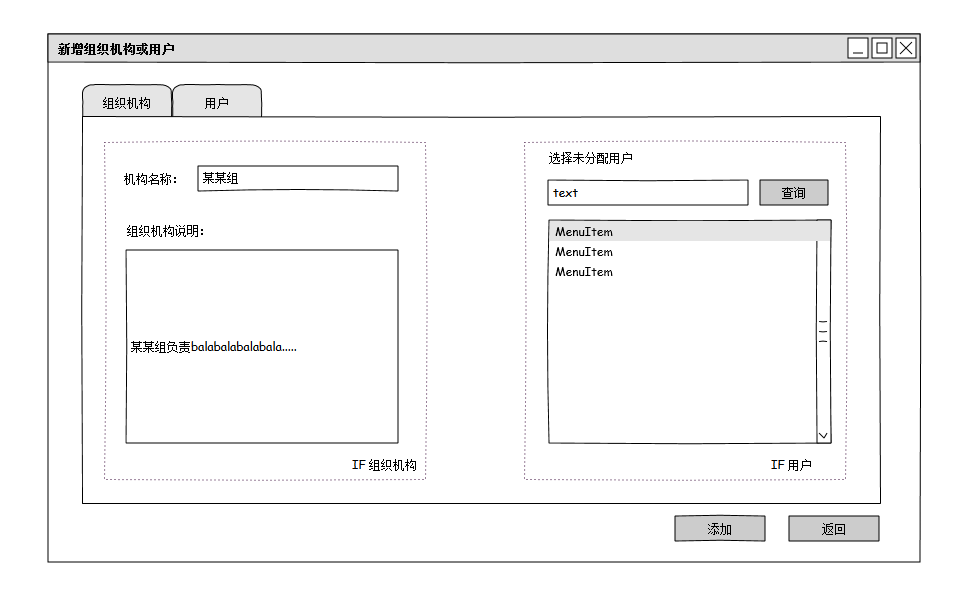 新增组织机构或用户
组织机构
用户
机构名称：
某某组
组织机构说明：
某某组负责balabalabalabala.....
IF 组织机构
选择未分配用户
text
查询
MenuItem
MenuItem
MenuItem
IF 用户
添加
返回